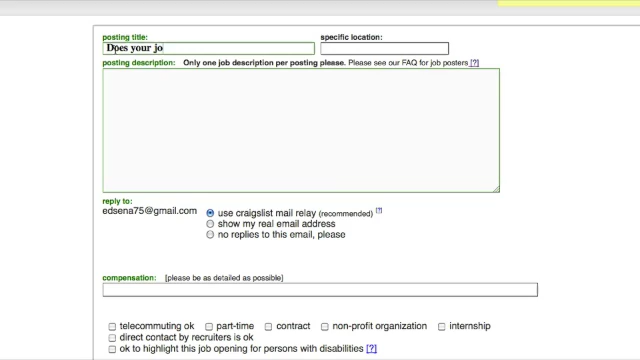 posting title: specific location:
Does your jo
posting description: Only one job description per posting please. Please see our FAQ for job posters [?]
reply to:
edsena75@gmail.com use craigslist mail relay (recommended) [?]
show my real email address
no replies to this email, please
compensation: [please be as detailed as possible]
telecommuting ok part-time contract non-profit organization internship
direct contact by recruiters is ok
ok to highlight this job opening for persons with disabilities [?]